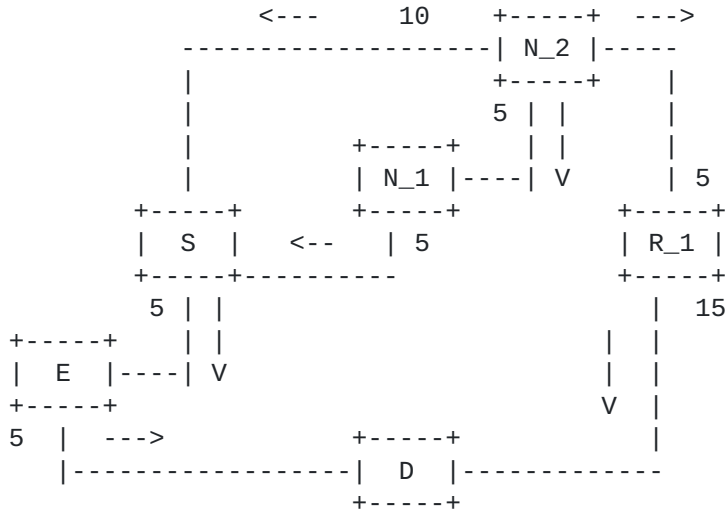 <--- 10 +-----+ --->
--------------------| N_2 |-----
| +-----+ |
| 5 | | |
| +-----+ | | |
| | N_1 |----| V | 5
+-----+ +-----+ +-----+
| S | <-- | 5 | R_1 |
+-----+---------- +-----+
5 | | | 15
+-----+ | | | |
| E |----| V | |
+-----+ V |
5 | ---> +-----+ |
|------------------| D |-------------
+-----+